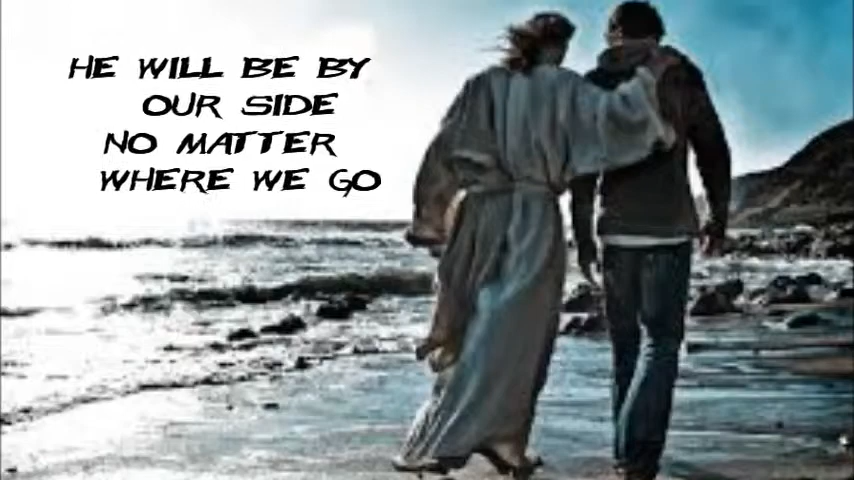 HE WILL BE BY
OUR SIDE
NO MATTER
WHERE WE GO